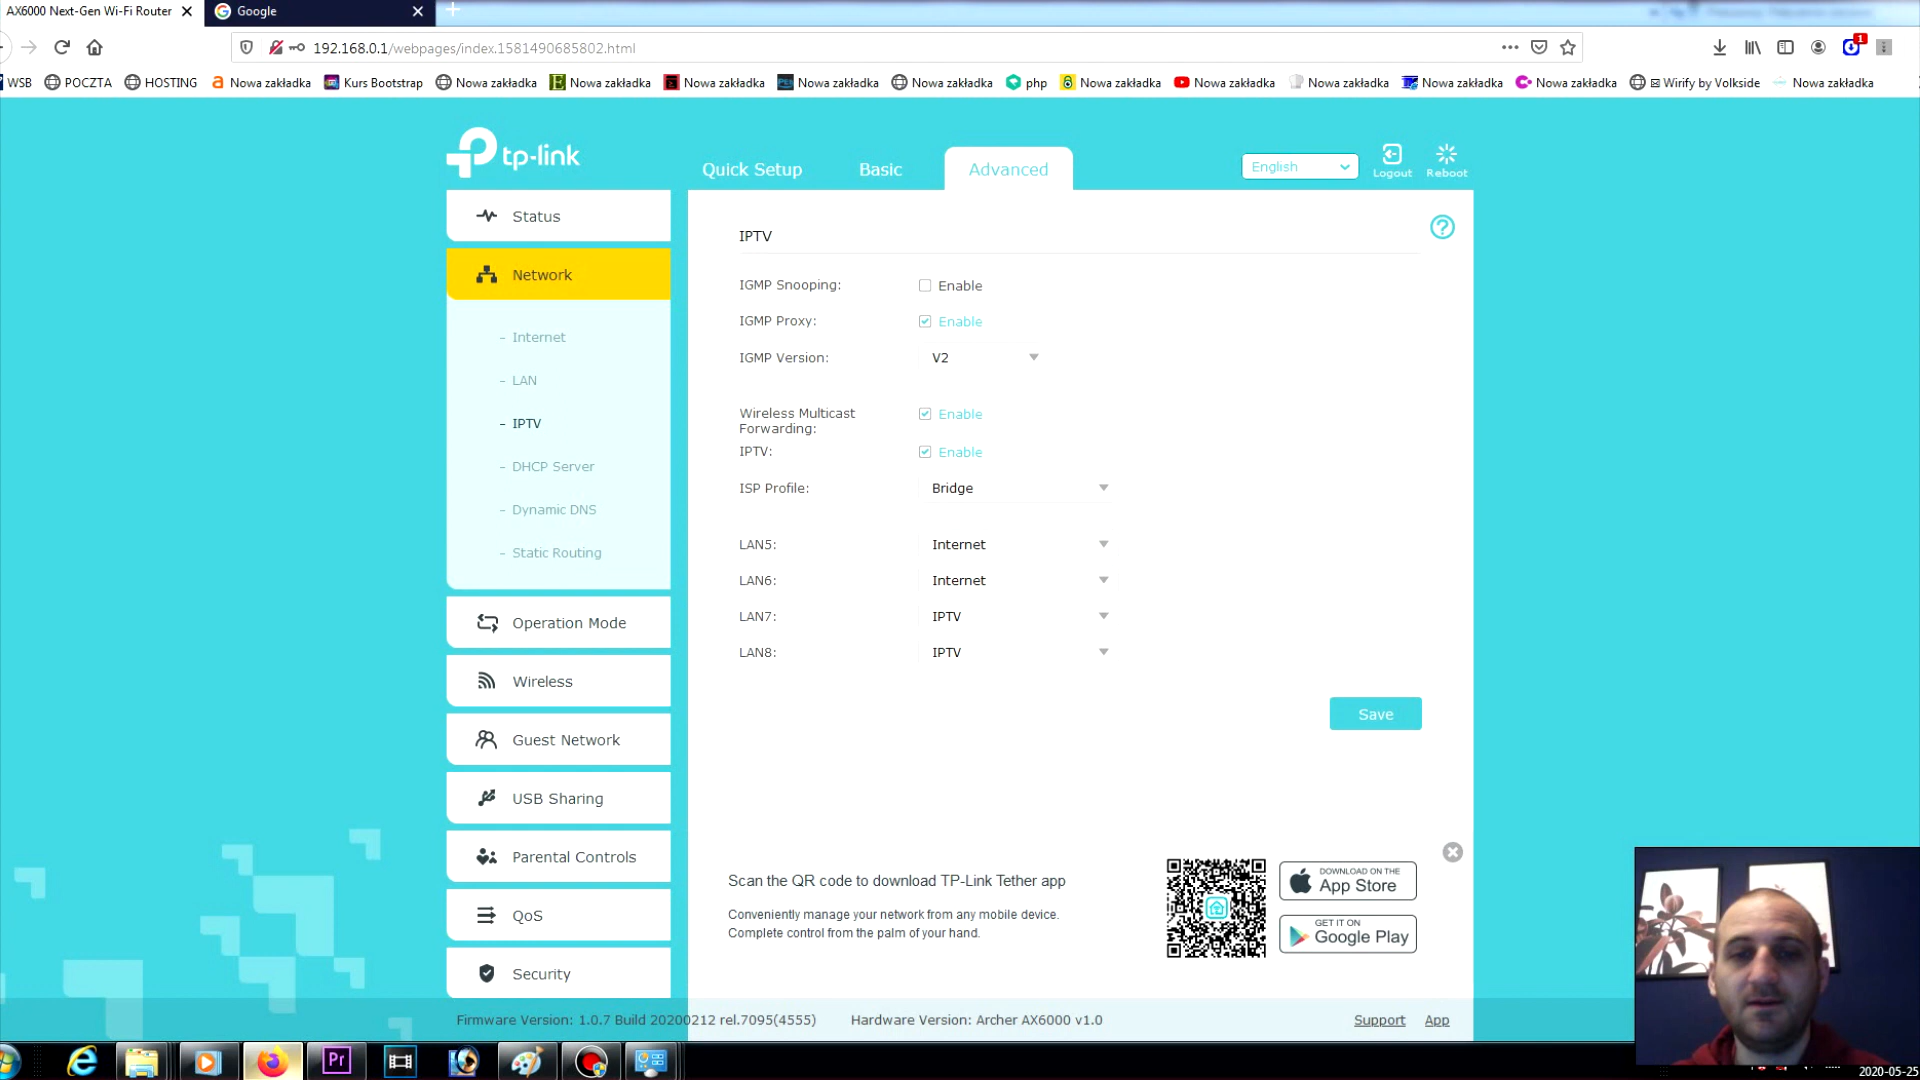 AX6000 Next-Gen Wi-Fi Router
Google
192.168.0.1/webpages/index.1581490685802.html
1
WSB
POCZTA
HOSTING
Nowa zakładka
Kurs Bootstrap
Nowa zakładka
Nowa zakładka
Nowa zakładka
Nowa zakładka
Nowa zakładka
php
Nowa zakładka
Nowa zakładka
Nowa zakładka
Nowa zakładka
Nowa zakładka
Wirify by Volkside
Nowa zakładka
tp-link
Quick Setup
Basic
Advanced
English
Logout
Reboot
Status
Network
- Internet
- LAN
- IPTV
- DHCP Server
- Dynamic DNS
- Static Routing
Operation Mode
Wireless
Guest Network
USB Sharing
Parental Controls
QoS
Security
IPTV
IGMP Snooping: Enable
IGMP Proxy: Enable
IGMP Version: V2
Wireless Multicast
Forwarding: Enable
IPTV: Enable
ISP Profile: Bridge
LAN5: Internet
LAN6: Internet
LAN7: IPTV
LAN8: IPTV
Save
Scan the QR code to download TP-Link Tether app
Conveniently manage your network from any mobile device.
Complete control from the palm of your hand.
DOWNLOAD ON THE
App Store
GET IT ON
Google Play
Firmware Version: 1.0.7 Build 20200212 rel.7095(4555)
Hardware Version: Archer AX6000 v1.0
Support
App
Pr
2020-05-25